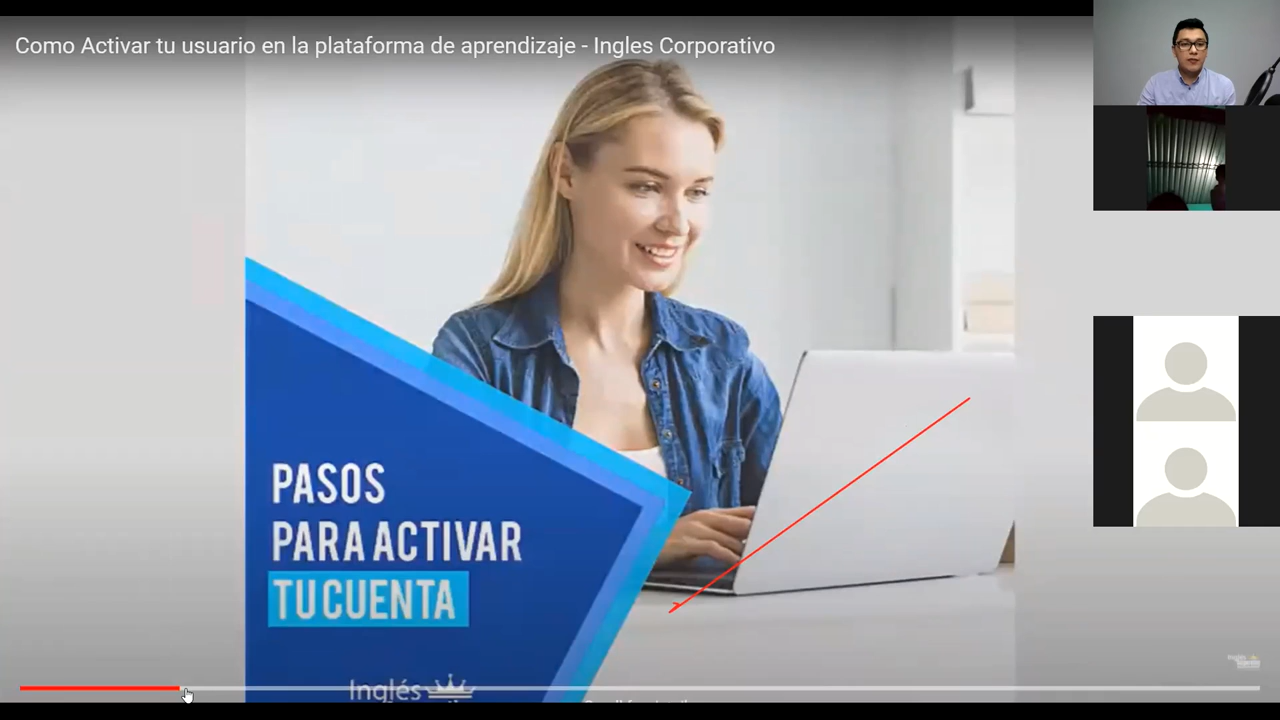 Como Activar tu usuario en la plataforma de aprendizaje - Ingles Corporativo
PASOS
PARA ACTIVAR
TU CUENTA
Inglés